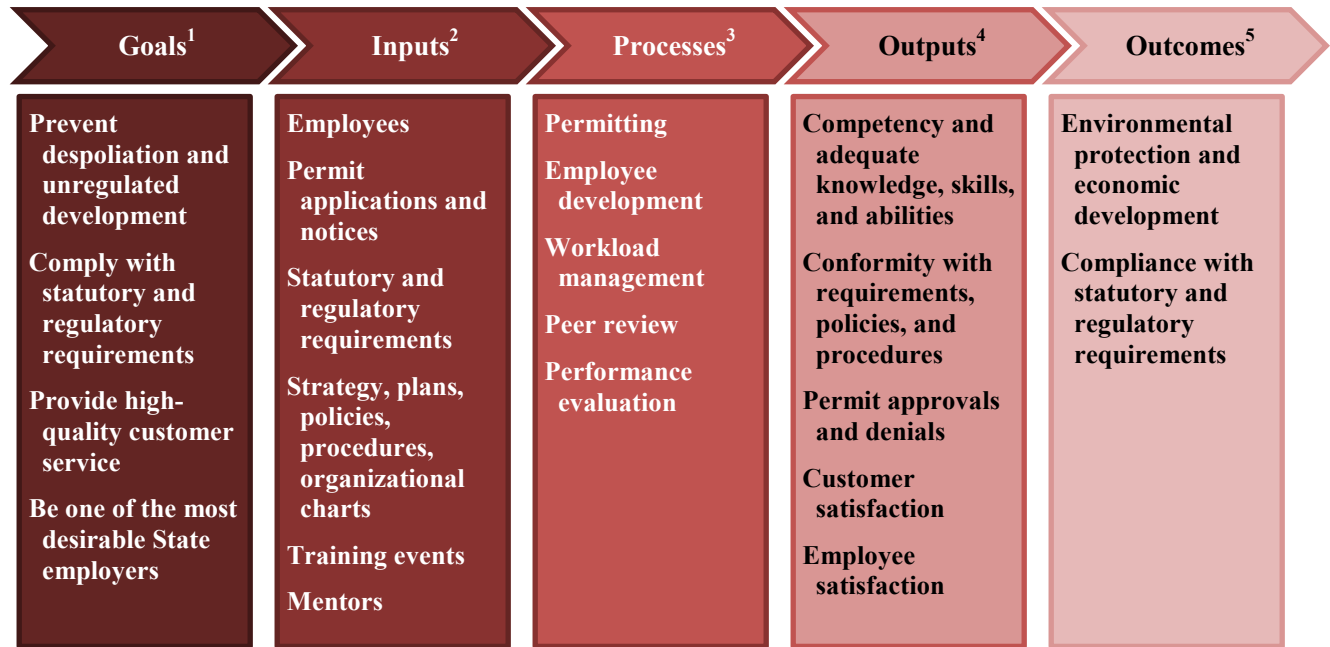 Goals1
Inputs2
Processes3
Outputs4
Outcomes5
Prevent
despoliation and
unregulated
development
Comply with
statutory and
regulatory
requirements
Provide high-
quality customer
service
Be one of the most
desirable State
employers
Employees
Permit
applications and
notices
Statutory and
regulatory
requirements
Strategy, plans,
policies,
procedures,
organizational
charts
Training events
Mentors
Permitting
Employee
development
Workload
management
Peer review
Performance
evaluation
Competency and
adequate
knowledge, skills,
and abilities
Conformity with
requirements,
policies, and
procedures
Permit approvals
and denials
Customer
satisfaction
Employee
satisfaction
Environmental
protection and
economic
development
Compliance with
statutory and
regulatory
requirements